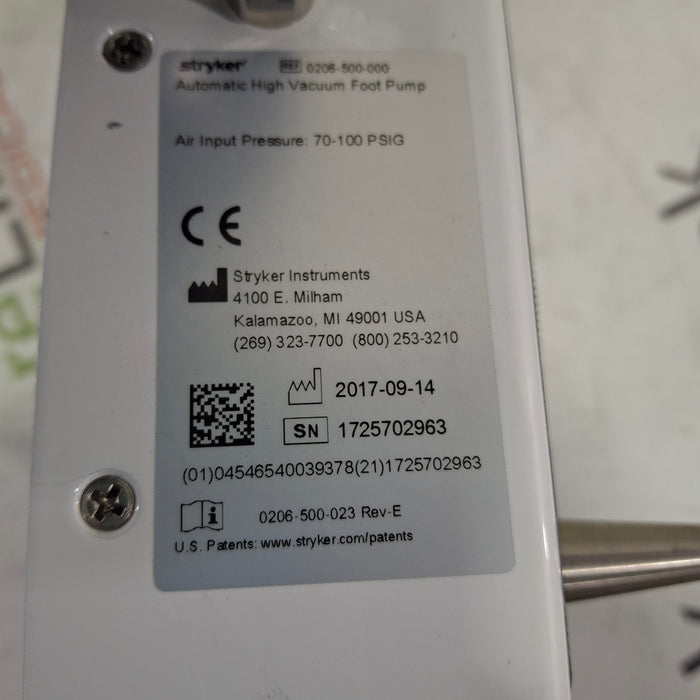 stryker REF 0206-500-000
Automatic High Vacuum Foot Pump
Air Input Pressure: 70-100 PSIG
CE
Stryker Instruments
4100 E. Milham
Kalamazoo, MI 49001 USA
(269) 323-7700 (800) 253-3210
2017-09-14
SN 1725702963
(01)04546540039378(21)1725702963
i 0206-500-023 Rev-E
U.S. Patents: www.stryker.com/patents